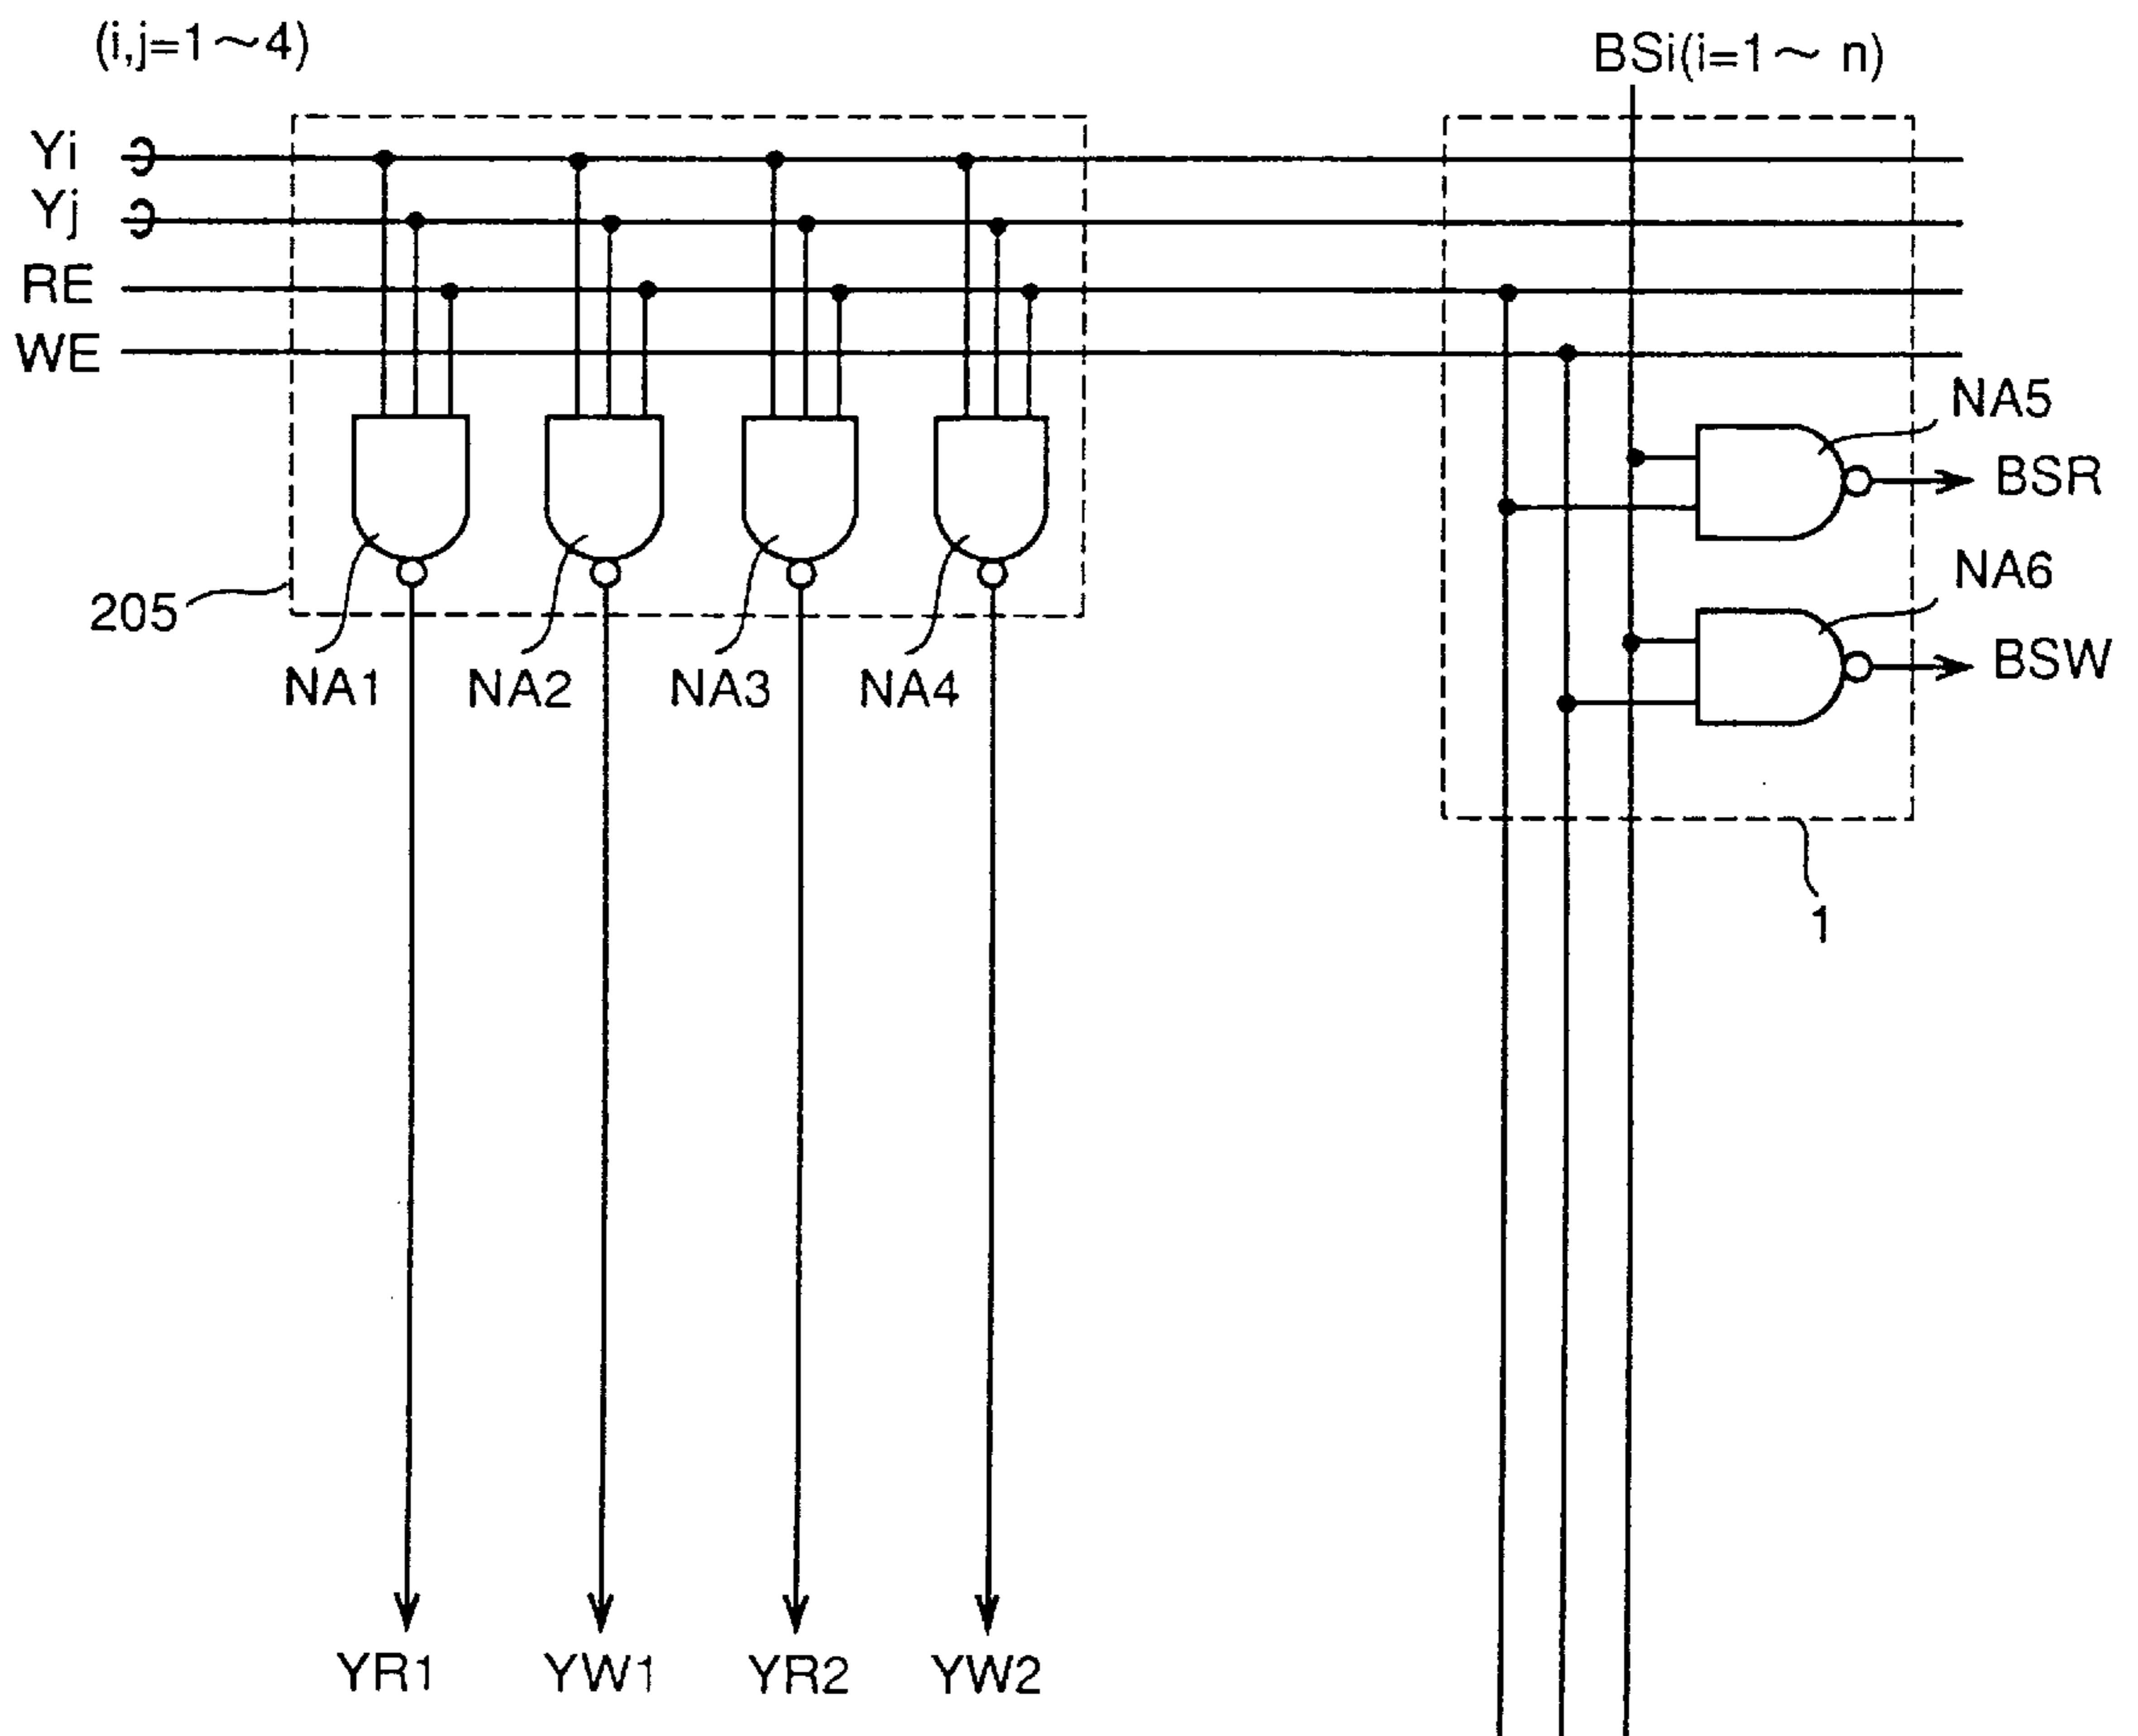 (i,j=1～4)
BSi(i=1～ n)
Yi
Yj
RE
WE
NA5
BSR
NA6
BSW
205
NA1
NA2
NA3
NA4
1
YR1
YW1
YR2
YW2